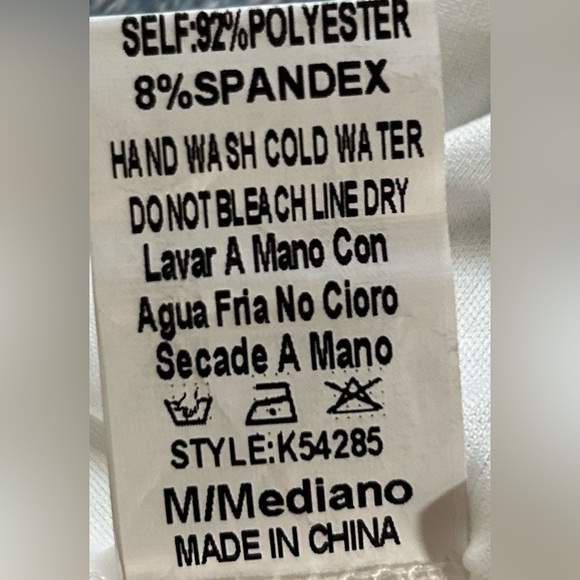 SELF:92%POLYESTER
8%SPANDEX
HAND WASH COLD WATER
DO NOT BLEACH LINE DRY
Lavar A Mano Con
Agua Fria No Cioro
Secade A Mano
STYLE:K54285
M/Mediano
MADE IN CHINA